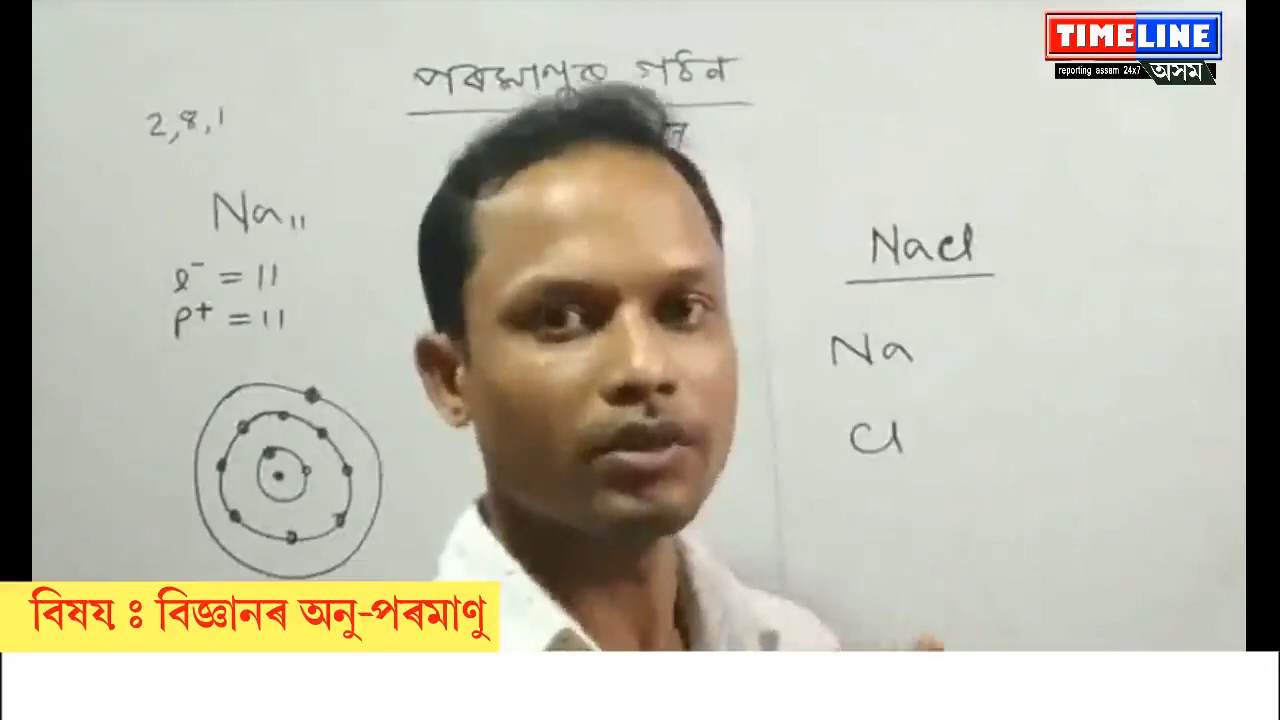 TIMELINE
reporting assam 24x7 অসম
পৰমাণুৰ গঠন
2,8,1
Na11
e⁻ = 11
p⁺ = 11
NaCl
Na
Cl
বিষয় ঃ বিজ্ঞানৰ অনু-পৰমাণু